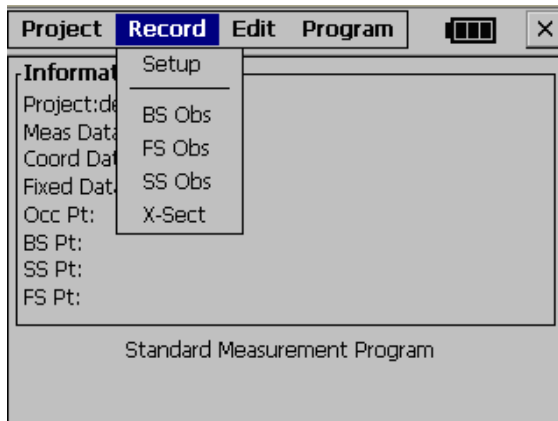 Project Record Edit Program
Setup
BS Obs
FS Obs
SS Obs
X-Sect
Informat
Project:de
Meas Data
Coord Dat
Fixed Dat
Occ Pt:
BS Pt:
SS Pt:
FS Pt:
Standard Measurement Program